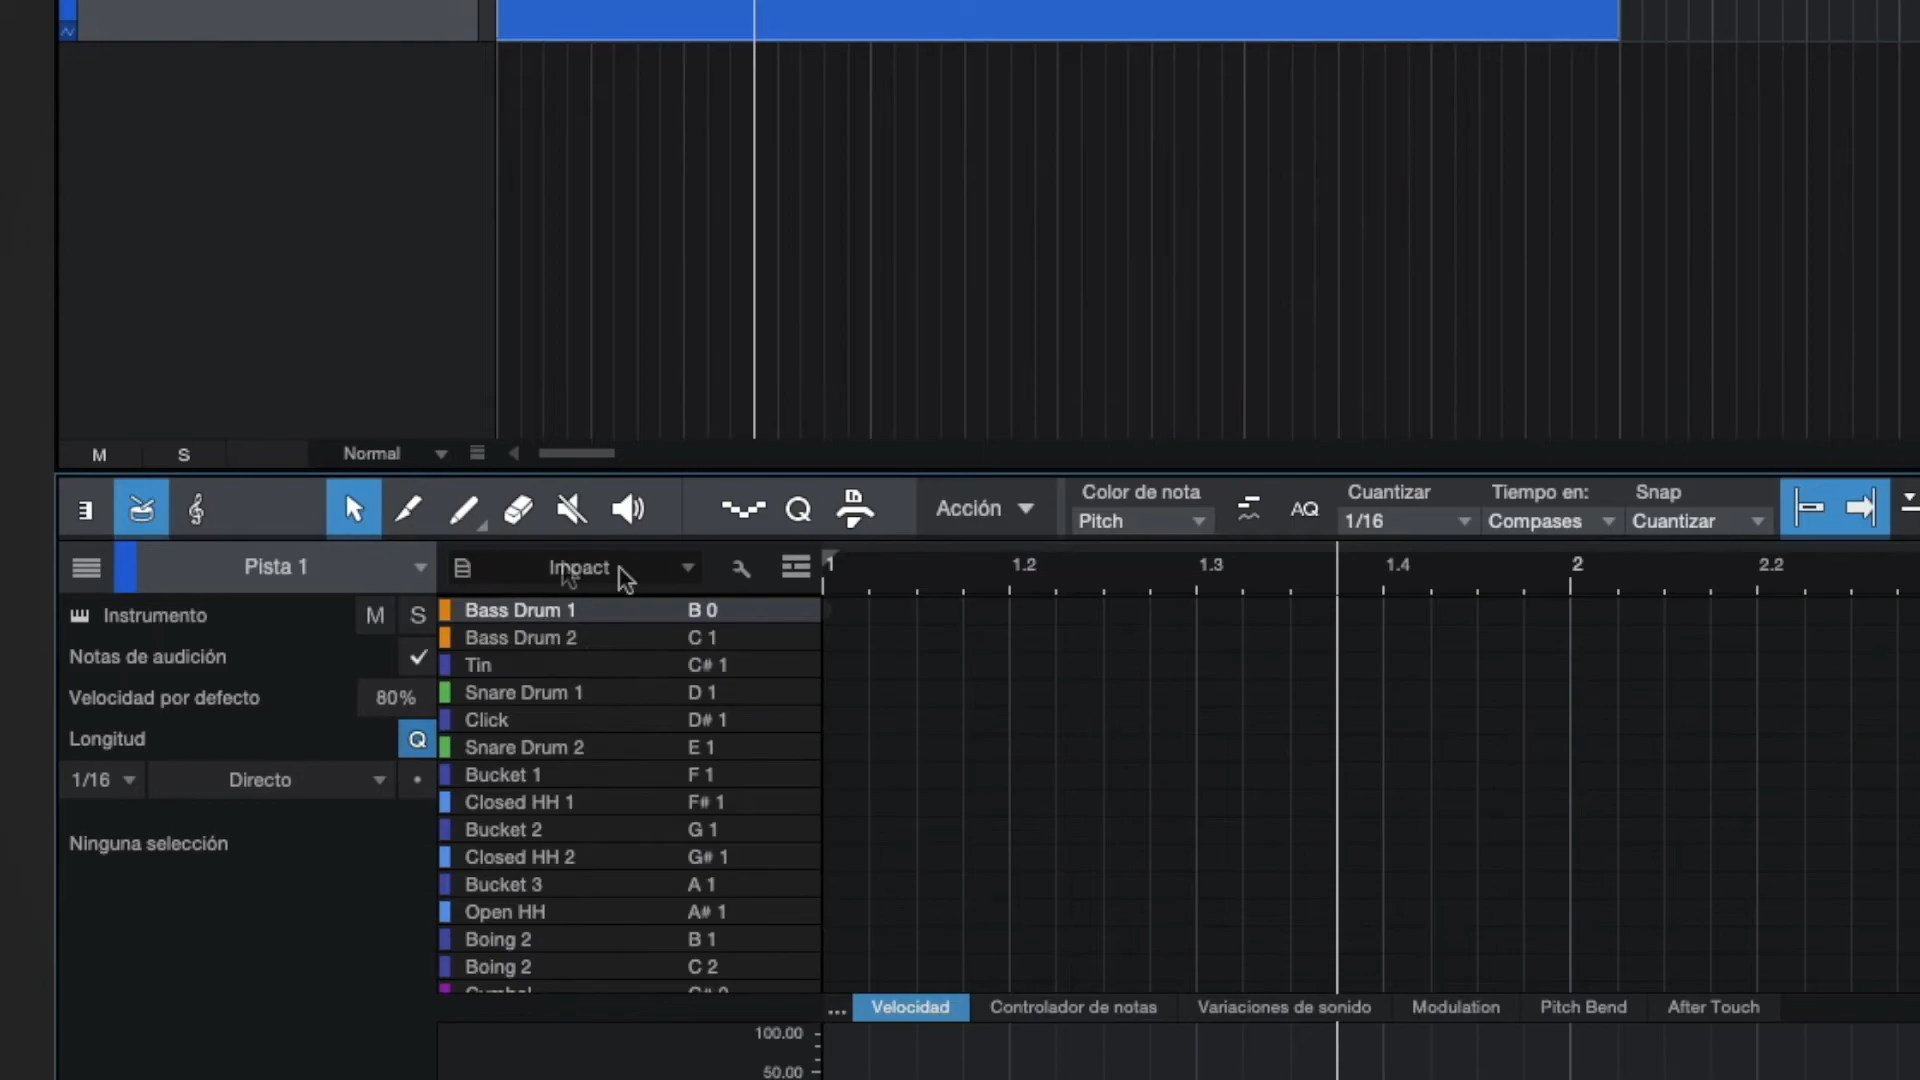 M S Normal
Acción Color de nota Pitch AQ Cuantizar 1/16 Tiempo en: Compases Snap Cuantizar
Pista 1 Impact 1 1.2 1.3 1.4 2 2.2
Instrumento M S
Notas de audición
Velocidad por defecto 80%
Longitud Q
1/16 Directo
Ninguna selección
Bass Drum 1 B 0
Bass Drum 2 C 1
Tin C# 1
Snare Drum 1 D 1
Click D# 1
Snare Drum 2 E 1
Bucket 1 F 1
Closed HH 1 F# 1
Bucket 2 G 1
Closed HH 2 G# 1
Bucket 3 A 1
Open HH A# 1
Boing 2 B 1
Boing 2 C 2
... Velocidad Controlador de notas Variaciones de sonido Modulation Pitch Bend After Touch
100.00
50.00